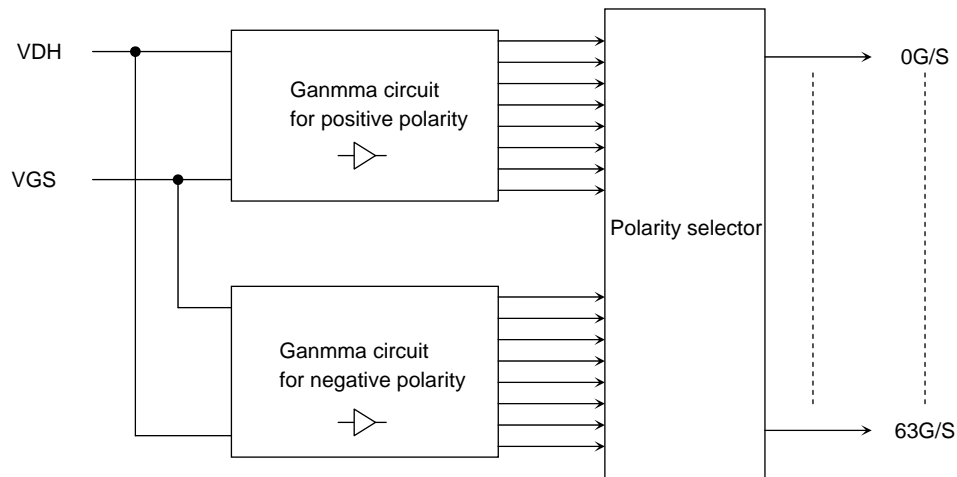 VDH
Ganmma circuit
for positive polarity
0G/S
VGS
Polarity selector
Ganmma circuit
for negative polarity
63G/S